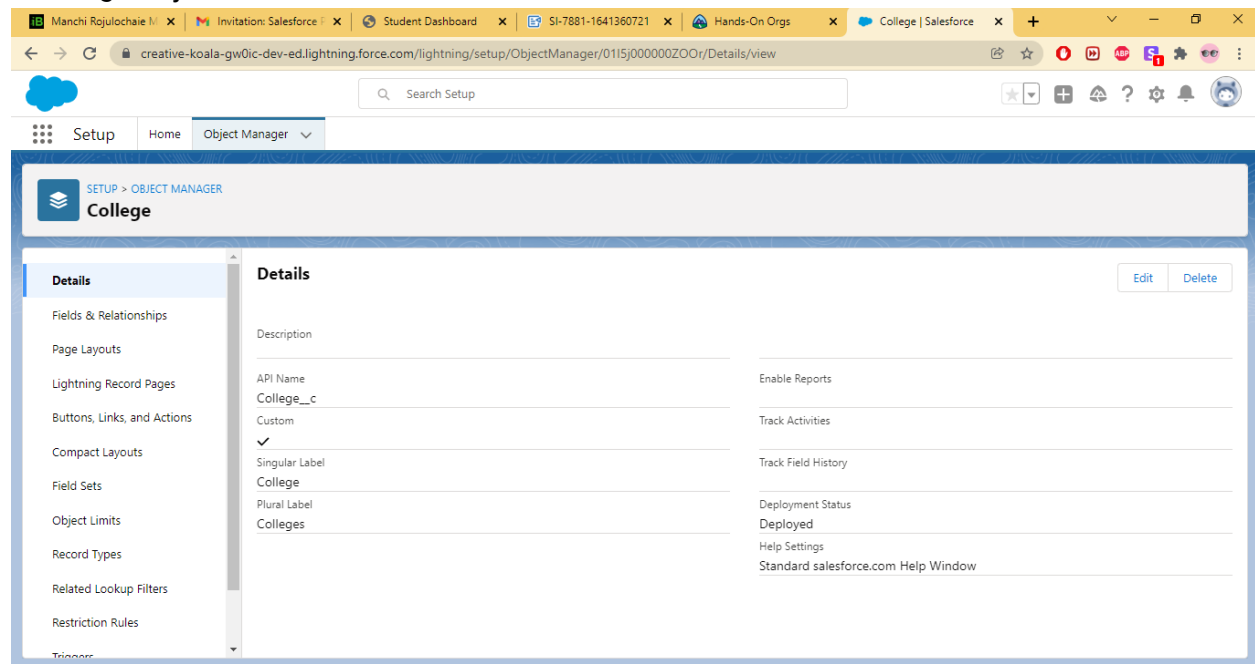 Manchi Rojulochaie M
Invitation: Salesforce F
Student Dashboard
SI-7881-1641360721
Hands-On Orgs
College | Salesforce
creative-koala-gw0ic-dev-ed.lightning.force.com/lightning/setup/ObjectManager/01I5j000000ZOOr/Details/view
Search Setup
Setup
Home
Object Manager
SETUP > OBJECT MANAGER
College
Details
Fields & Relationships
Page Layouts
Lightning Record Pages
Buttons, Links, and Actions
Compact Layouts
Field Sets
Object Limits
Record Types
Related Lookup Filters
Restriction Rules
Triggers
Details
Edit
Delete
Description
API Name
College__c
Custom
Singular Label
College
Plural Label
Colleges
Enable Reports
Track Activities
Track Field History
Deployment Status
Deployed
Help Settings
Standard salesforce.com Help Window